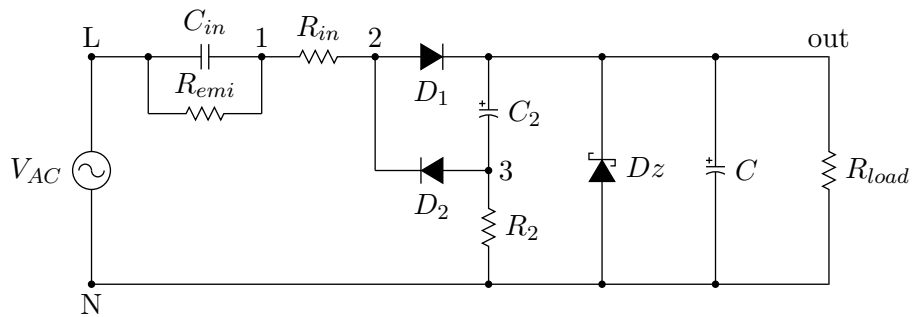 L
C_in
1
R_in
2
out
R_emi
D_1
C_2
V_AC
3
Dz
C
R_load
D_2
R_2
N